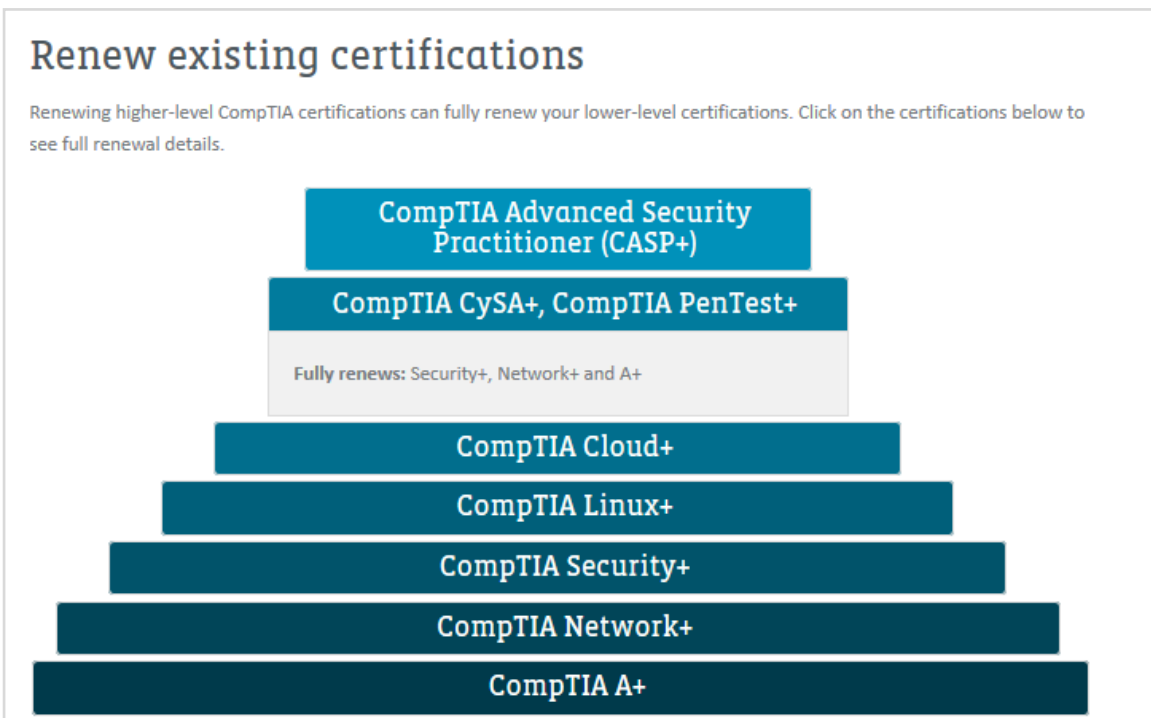 Renew existing certifications
Renewing higher-level CompTIA certifications can fully renew your lower-level certifications. Click on the certifications below to
see full renewal details.
CompTIA Advanced Security
Practitioner (CASP+)
CompTIA CySA+, CompTIA PenTest+
Fully renews: Security+, Network+ and A+
CompTIA Cloud+
CompTIA Linux+
CompTIA Security+
CompTIA Network+
CompTIA A+